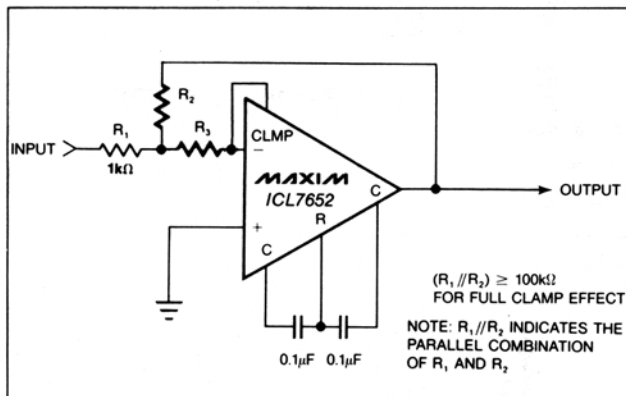 R₂
R₁
R₃
INPUT
1kΩ
CLMP
−
MAXIM
ICL7652
C
R
+
C
OUTPUT
(R₁//R₂) ≥ 100kΩ
FOR FULL CLAMP EFFECT
NOTE: R₁//R₂ INDICATES THE
PARALLEL COMBINATION
OF R₁ AND R₂
0.1μF 0.1μF